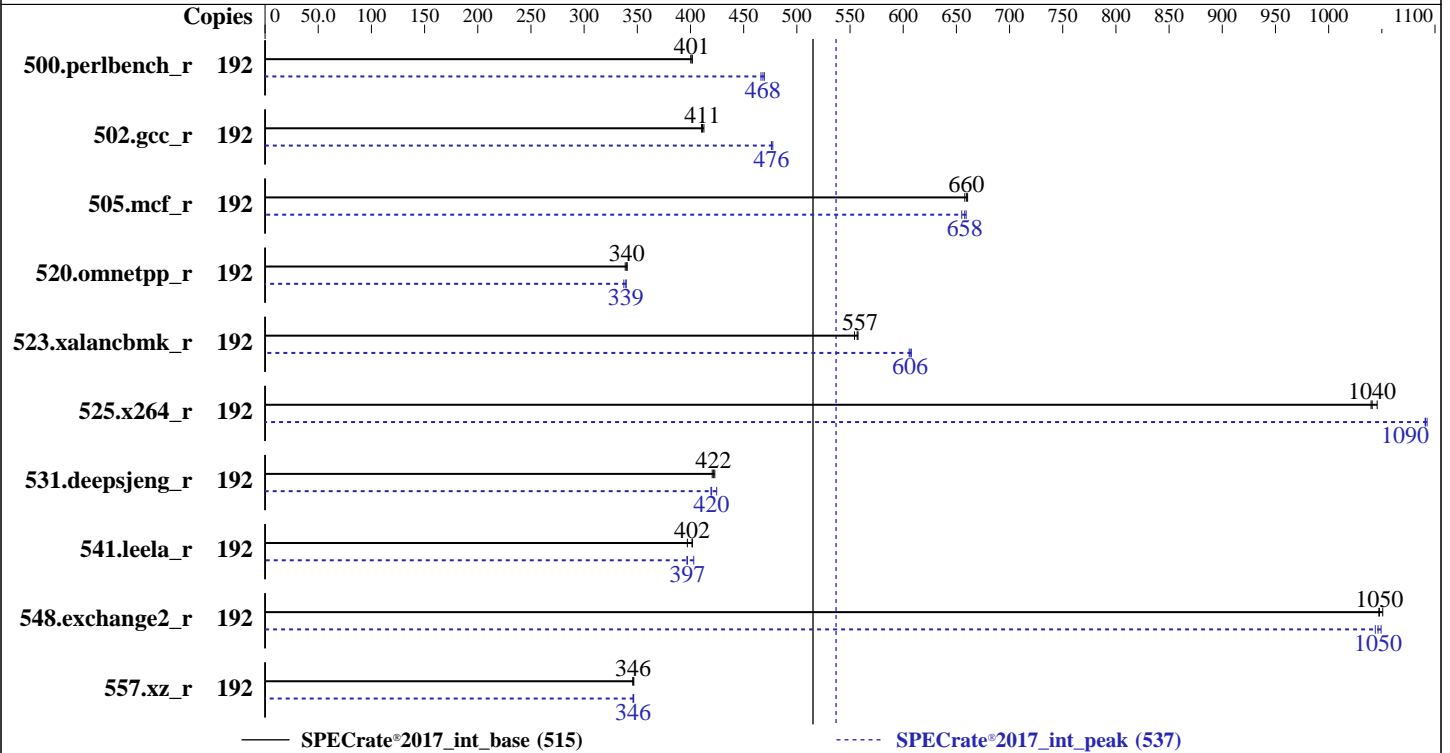 Copies 0 50.0 100 150 200 250 300 350 400 450 500 550 600 650 700 750 800 850 900 950 1000 1100
401
500.perlbench_r 192
468
411
502.gcc_r 192
476
660
505.mcf_r 192
658
340
520.omnetpp_r 192
339
557
523.xalancbmk_r 192
606
1040
525.x264_r 192
1090
422
531.deepsjeng_r 192
420
402
541.leela_r 192
397
1050
548.exchange2_r 192
1050
346
557.xz_r 192
346
SPECrate®2017_int_base (515) SPECrate®2017_int_peak (537)